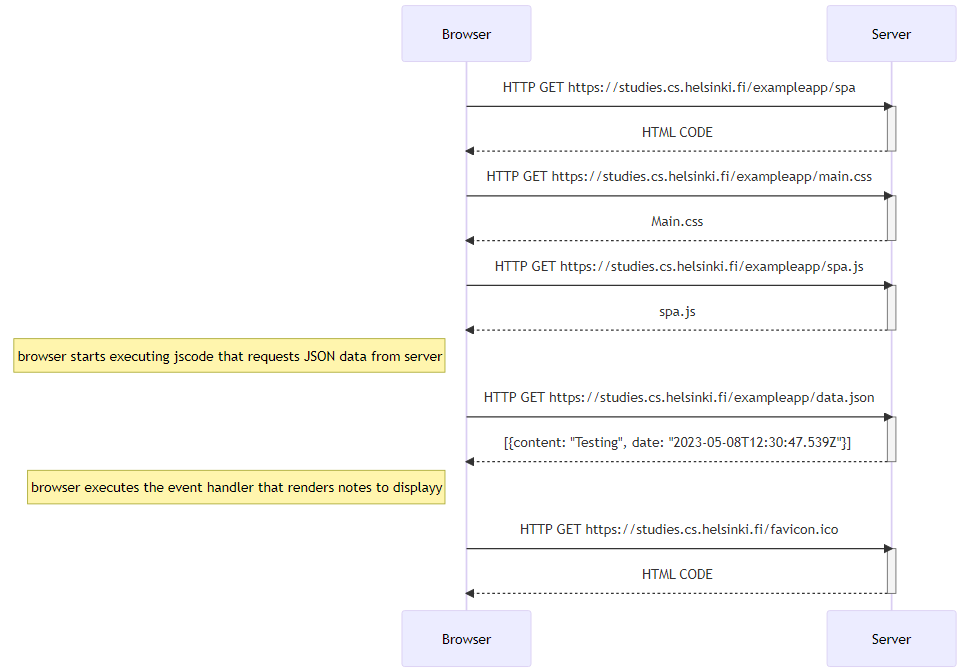 Browser
Server
HTTP GET https://studies.cs.helsinki.fi/exampleapp/spa
HTML CODE
HTTP GET https://studies.cs.helsinki.fi/exampleapp/main.css
Main.css
HTTP GET https://studies.cs.helsinki.fi/exampleapp/spa.js
spa.js
browser starts executing jscode that requests JSON data from server
HTTP GET https://studies.cs.helsinki.fi/exampleapp/data.json
[{content: "Testing", date: "2023-05-08T12:30:47.539Z"}]
browser executes the event handler that renders notes to displayy
HTTP GET https://studies.cs.helsinki.fi/favicon.ico
HTML CODE
Browser
Server